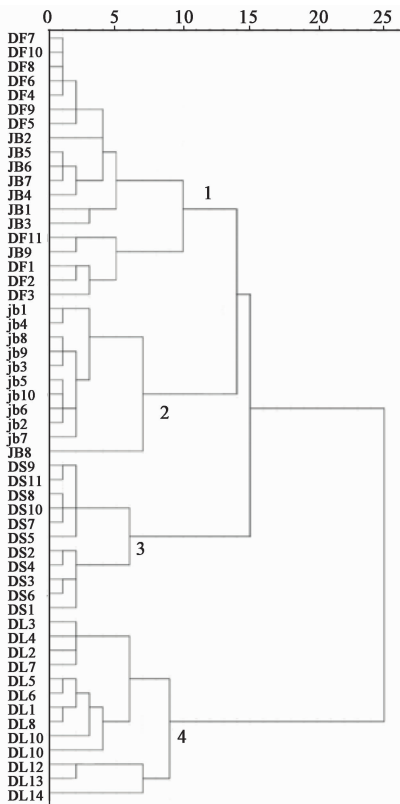 0 5 10 15 20 25
DF7
DF10
DF8
DF6
DF4
DF9
DF5
JB2
JB5
JB6
JB7
JB4
JB1
1
JB3
DF11
JB9
DF1
DF2
DF3
jb1
jb4
jb8
jb9
jb3
jb5
jb10
jb6
2
jb2
jb7
JB8
DS9
DS11
DS8
DS10
DS7
DS5
3
DS2
DS4
DS3
DS6
DS1
DL3
DL4
DL2
DL7
DL5
DL6
DL1
DL8
DL10
4
DL10
DL12
DL13
DL14